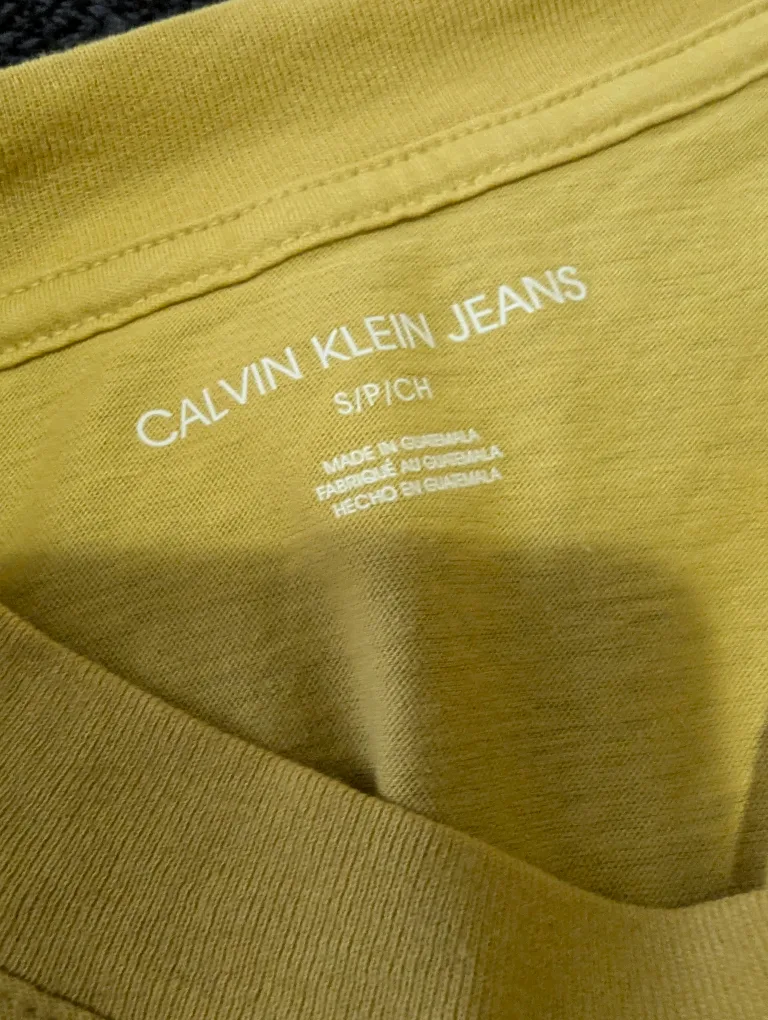 CALVIN KLEIN JEANS
S/P/CH
MADE IN GUATEMALA
FABRIQUÉ AU GUATEMALA
HECHO EN GUATEMALA